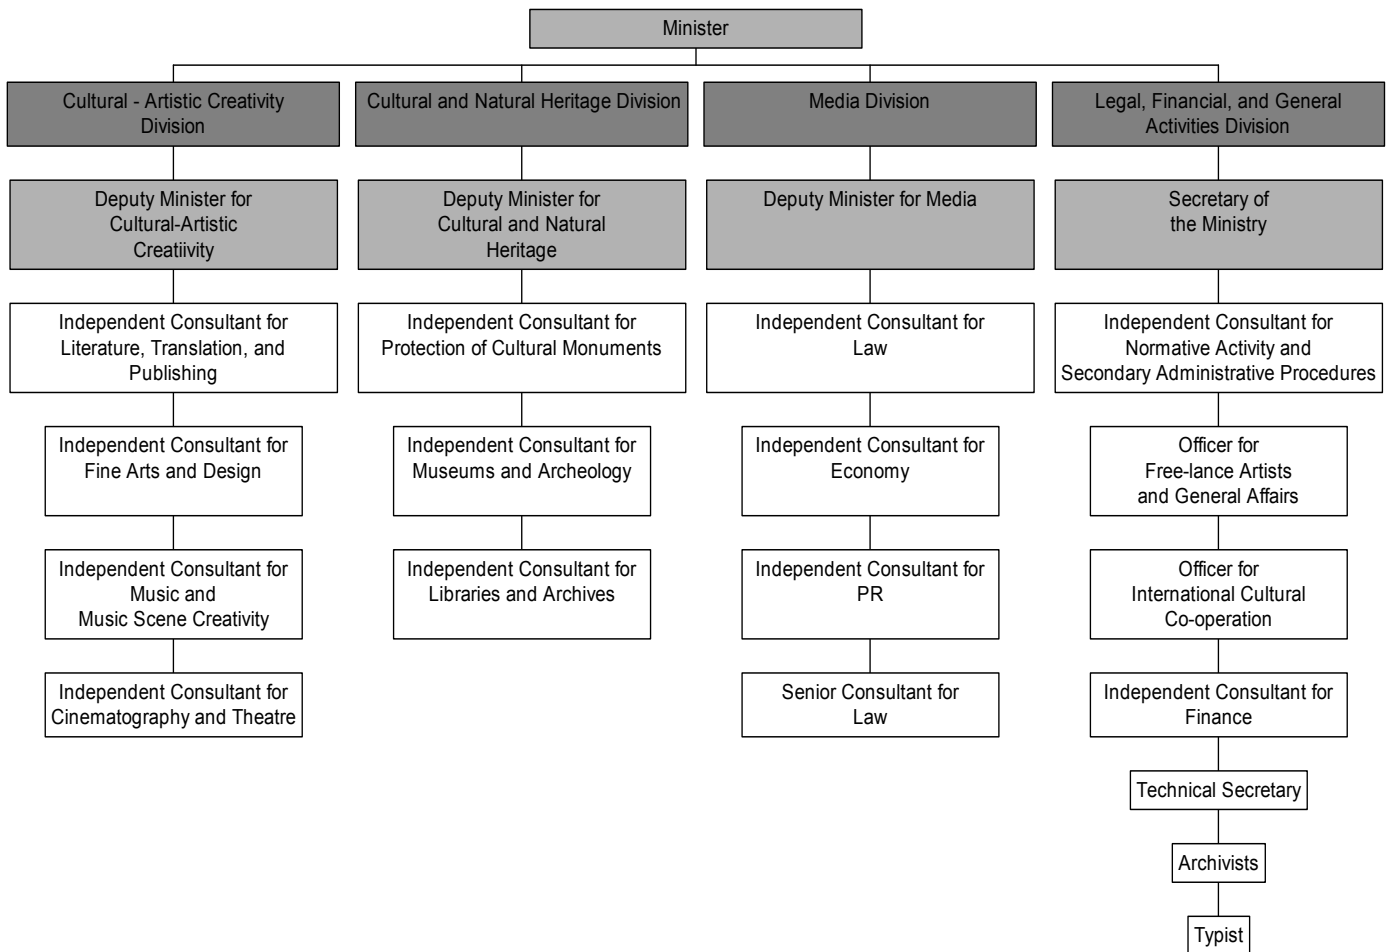 Minister
Cultural - Artistic Creativity
Division
Deputy Minister for
Cultural-Artistic
Creatiivity
Independent Consultant for
Literature, Translation, and
Publishing
Independent Consultant for
Fine Arts and Design
Independent Consultant for
Music and
Music Scene Creativity
Independent Consultant for
Cinematography and Theatre
Cultural and Natural Heritage Division
Deputy Minister for
Cultural and Natural
Heritage
Independent Consultant for
Protection of Cultural Monuments
Independent Consultant for
Museums and Archeology
Independent Consultant for
Libraries and Archives
Media Division
Deputy Minister for Media
Independent Consultant for
Law
Independent Consultant for
Economy
Independent Consultant for
PR
Senior Consultant for
Law
Legal, Financial, and General
Activities Division
Secretary of
the Ministry
Independent Consultant for
Normative Activity and
Secondary Administrative Procedures
Officer for
Free-lance Artists
and General Affairs
Officer for
International Cultural
Co-operation
Independent Consultant for
Finance
Technical Secretary
Archivists
Typist